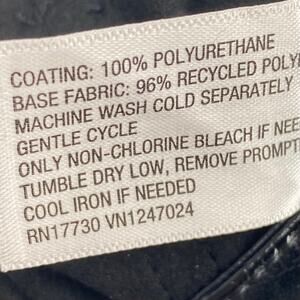 COATING: 100% POLYURETHANE
BASE FABRIC: 96% RECYCLED POLY
MACHINE WASH COLD SEPARATELY
GENTLE CYCLE
ONLY NON-CHLORINE BLEACH IF NEE
TUMBLE DRY LOW, REMOVE PROMPT
COOL IRON IF NEEDED
RN17730 VN1247024